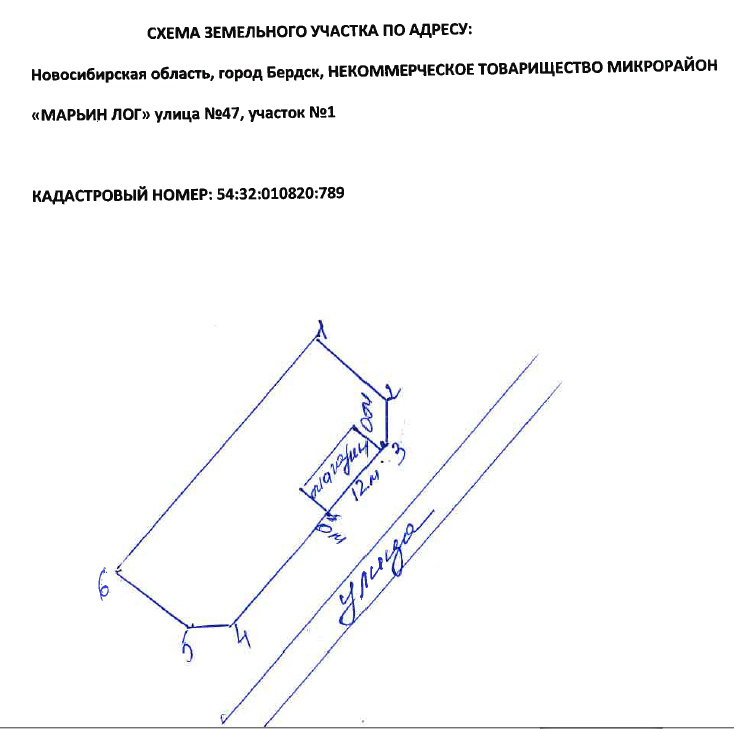 СХЕМА ЗЕМЕЛЬНОГО УЧАСТКА ПО АДРЕСУ:
Новосибирская область, город Бердск, НЕКОММЕРЧЕСКОЕ ТОВАРИЩЕСТВО МИКРОРАЙОН
«МАРЬИН ЛОГ» улица №47, участок №1
КАДАСТРОВЫЙ НОМЕР: 54:32:010820:789
1
2
магазин
3
12м
0м
улица
6
5
4